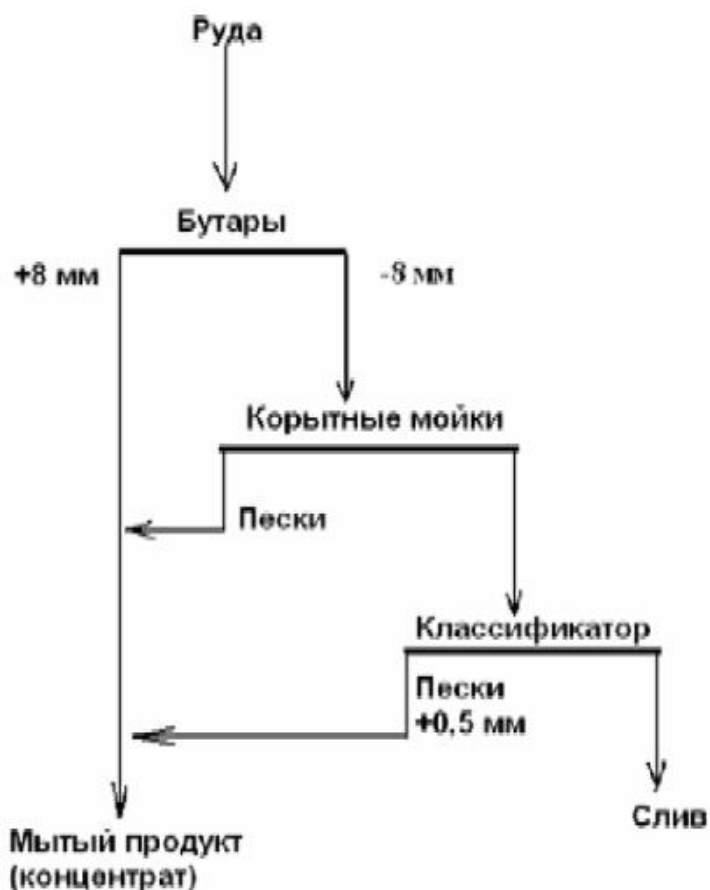 Руда
Бутары
+8 мм
-8 мм
Корытные мойки
Пески
Классификатор
Пески
+0,5 мм
Слив
Мытый продукт
(концентрат)